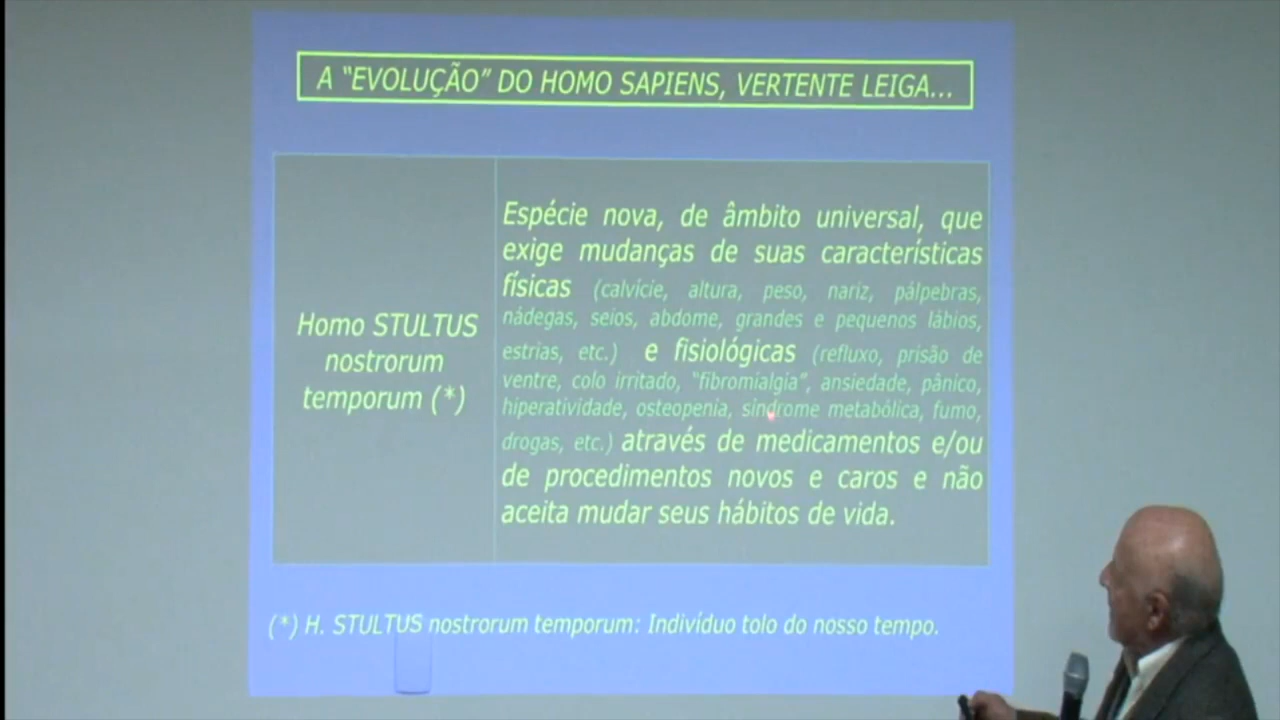 A “EVOLUÇÃO” DO HOMO SAPIENS, VERTENTE LEIGA...
Homo STULTUS
nostrorum
temporum (*)
Espécie nova, de âmbito universal, que
exige mudanças de suas características
físicas (calvície, altura, peso, nariz, pálpebras,
nádegas, seios, abdome, grandes e pequenos lábios,
estrias, etc.) e fisiológicas (refluxo, prisão de
ventre, colo irritado, “fibromialgia”, ansiedade, pânico,
hiperatividade, osteopenia, síndrome metabólica, fumo,
drogas, etc.) através de medicamentos e/ou
de procedimentos novos e caros e não
aceita mudar seus hábitos de vida.
(*) H. STULTUS nostrorum temporum: Indivíduo tolo do nosso tempo.